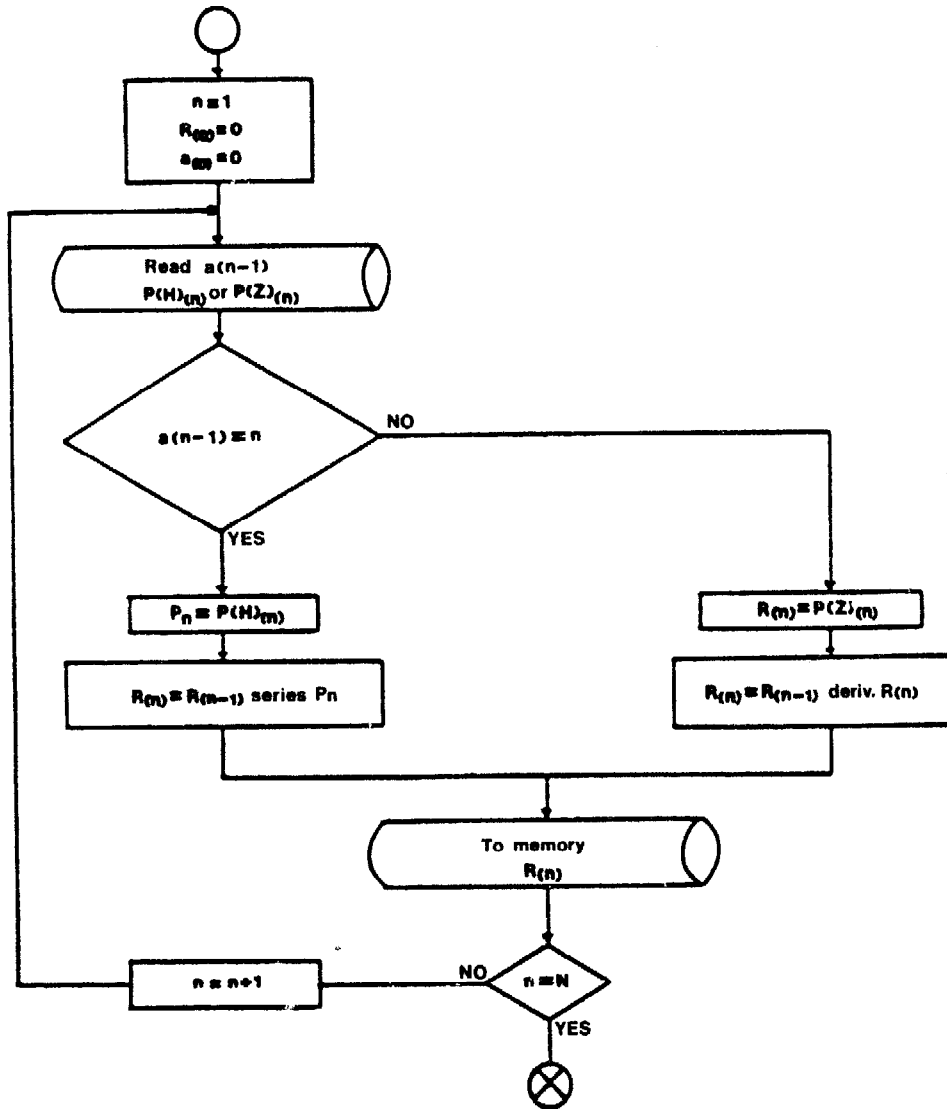 n=1
R(0)=0
a(0)=0
Read a(n-1)
P(H)(n) or P(Z)(n)
a(n-1)=n
NO
YES
Pn=P(H)(n)
R(n)=P(Z)(n)
R(n)=R(n-1) series Pn
R(n)=R(n-1) deriv. R(n)
To memory
R(n)
n=n+1
NO
n=N
YES